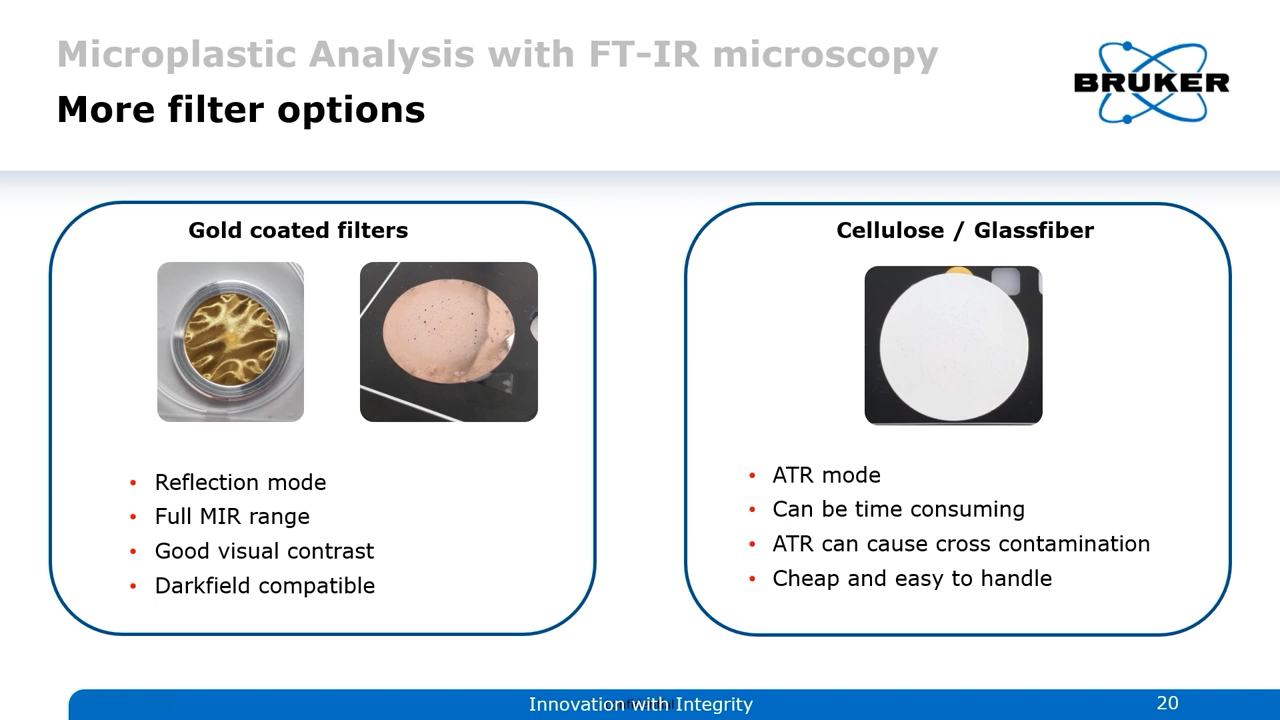 Microplastic Analysis with FT-IR microscopy
More filter options
BRUKER
Gold coated filters
• Reflection mode
• Full MIR range
• Good visual contrast
• Darkfield compatible
Cellulose / Glassfiber
• ATR mode
• Can be time consuming
• ATR can cause cross contamination
• Cheap and easy to handle
Innovation with Integrity
20